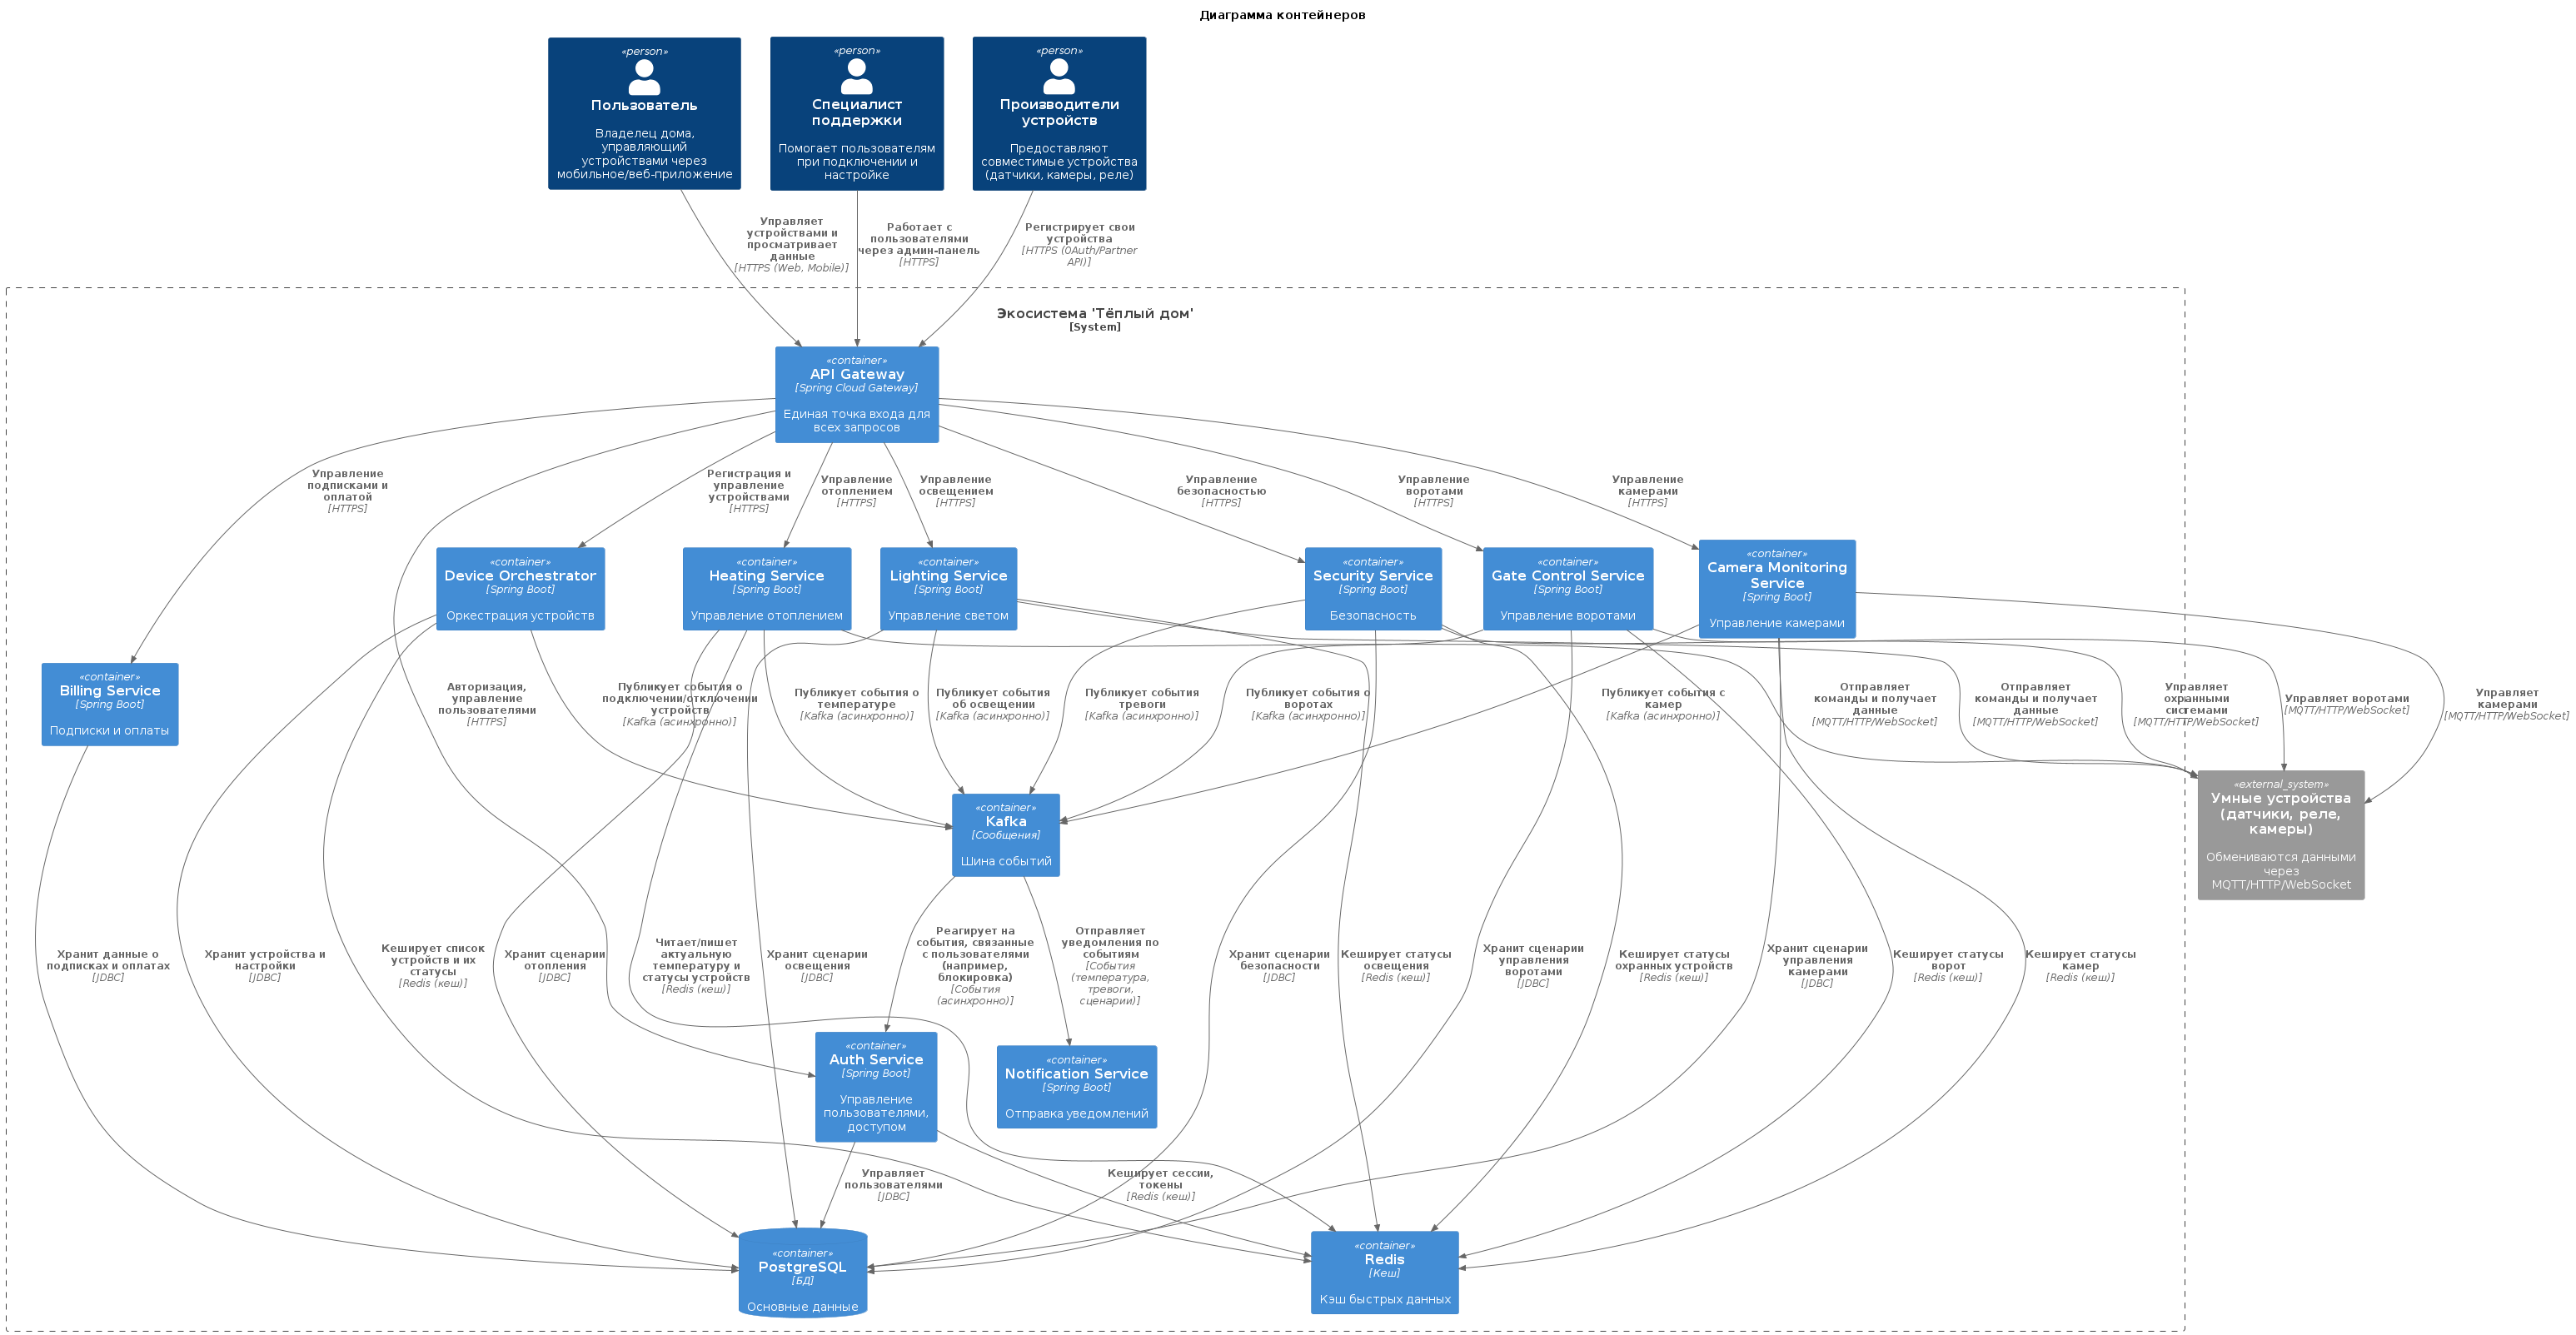 Диаграмма контейнеров
«person»
Пользователь
Владелец дома,
управляющий
устройствами через
мобильное/веб-приложение
«person»
Специалист
поддержки
Помогает пользователям
при подключении и
настройке
«person»
Производители
устройств
Предоставляют
совместимые устройства
(датчики, камеры, реле)
Управляет
устройствами и
просматривает
данные
[HTTPS (Web, Mobile)]
Работает с
пользователями
через админ-панель
[HTTPS]
Регистрирует свои
устройства
[HTTPS (OAuth/Partner
API)]
Экосистема 'Тёплый дом'
[System]
«container»
API Gateway
[Spring Cloud Gateway]
Единая точка входа для
всех запросов
Управление
подписками и
оплатой
[HTTPS]
Регистрация и
управление
устройствами
[HTTPS]
Управление
отоплением
[HTTPS]
Управление
освещением
[HTTPS]
Управление
безопасностью
[HTTPS]
Управление
воротами
[HTTPS]
Управление
камерами
[HTTPS]
«container»
Device Orchestrator
[Spring Boot]
Оркестрация устройств
«container»
Heating Service
[Spring Boot]
Управление отоплением
«container»
Lighting Service
[Spring Boot]
Управление светом
«container»
Security Service
[Spring Boot]
Безопасность
«container»
Gate Control Service
[Spring Boot]
Управление воротами
«container»
Camera Monitoring
Service
[Spring Boot]
Управление камерами
«container»
Billing Service
[Spring Boot]
Подписки и оплаты
Авторизация,
управление
пользователями
[HTTPS]
Публикует события о
подключении/отключении
устройств
[Kafka (асинхронно)]
Публикует события о
температуре
[Kafka (асинхронно)]
Публикует события
об освещении
[Kafka (асинхронно)]
Публикует события
тревоги
[Kafka (асинхронно)]
Публикует события о
воротах
[Kafka (асинхронно)]
Публикует события с
камер
[Kafka (асинхронно)]
Отправляет
команды и получает
данные
[MQTT/HTTP/WebSocket]
Отправляет
команды и получает
данные
[MQTT/HTTP/WebSocket]
Управляет
охранными
системами
[MQTT/HTTP/WebSocket]
Управляет воротами
[MQTT/HTTP/WebSocket]
Управляет
камерами
[MQTT/HTTP/WebSocket]
«container»
Kafka
[Сообщения]
Шина событий
«external_system»
Умные устройства
(датчики, реле,
камеры)
Обмениваются данными
через
MQTT/HTTP/WebSocket
Хранит данные о
подписках и оплатах
[JDBC]
Хранит устройства и
настройки
[JDBC]
Кеширует список
устройств и их
статусы
[Redis (кеш)]
Хранит сценарии
отопления
[JDBC]
Читает/пишет
актуальную
температуру и
статусы устройств
[Redis (кеш)]
Хранит сценарии
освещения
[JDBC]
Реагирует на
события, связанные
с пользователями
(например,
блокировка)
[События
(асинхронно)]
Отправляет
уведомления по
событиям
[События
(температура,
тревоги,
сценарии)]
Хранит сценарии
безопасности
[JDBC]
Кеширует статусы
освещения
[Redis (кеш)]
Хранит сценарии
управления
воротами
[JDBC]
Кеширует статусы
охранных устройств
[Redis (кеш)]
Хранит сценарии
управления
камерами
[JDBC]
Кеширует статусы
ворот
[Redis (кеш)]
Кеширует статусы
камер
[Redis (кеш)]
«container»
Auth Service
[Spring Boot]
Управление
пользователями,
доступом
«container»
Notification Service
[Spring Boot]
Отправка уведомлений
Управляет
пользователями
[JDBC]
Кеширует сессии,
токены
[Redis (кеш)]
«container»
PostgreSQL
[БД]
Основные данные
«container»
Redis
[Кеш]
Кэш быстрых данных